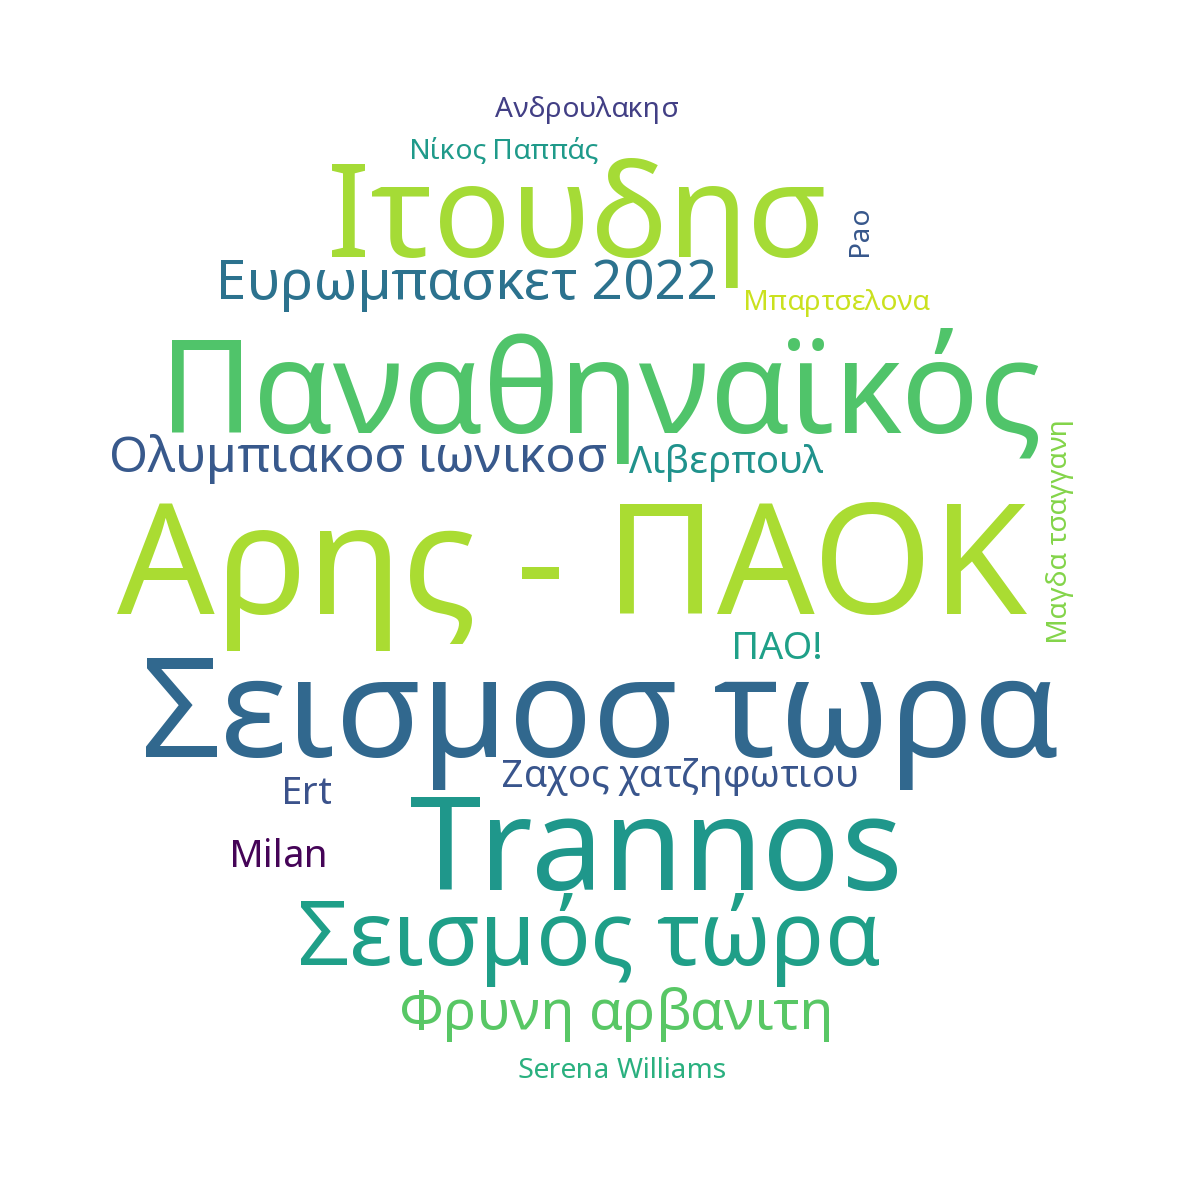 Ανδρουλακησ
Νίκος Παππάς
Ιτουδησ
Pao
Ευρωμπασκετ 2022
Μπαρτσελονα
Παναθηναϊκός
Ολυμπιακοσ ιωνικοσ
Λιβερπουλ
Μαγδα τσαγγανη
Αρης - ΠΑΟΚ
ΠΑΟ!
Σεισμοσ τωρα
Ζαχος χατζηφωτιου
Ert
Trannos
Milan
Σεισμός τώρα
Φρυνη αρβανιτη
Serena Williams